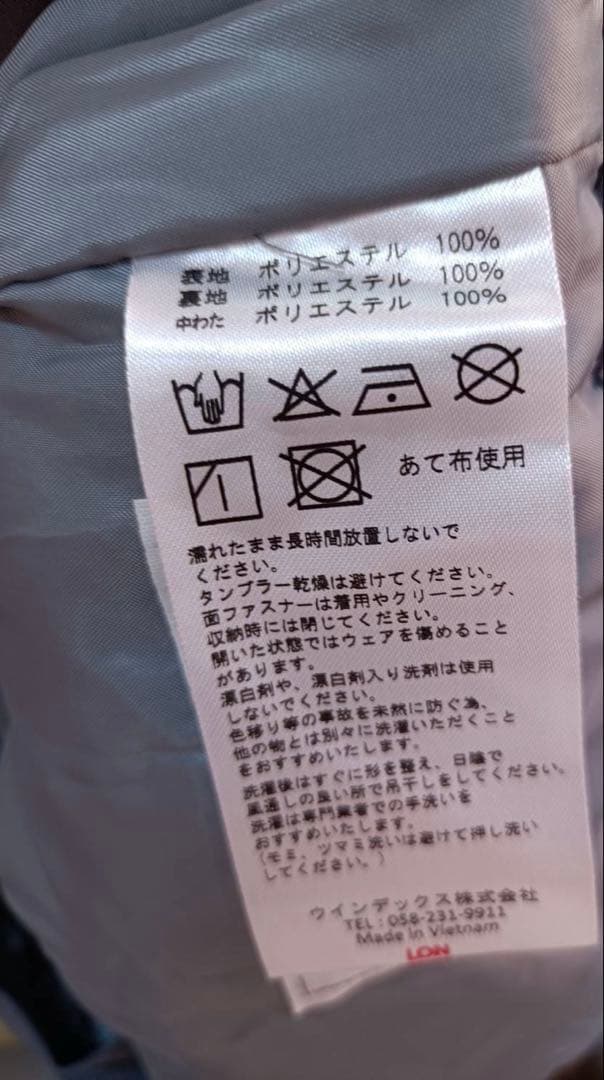 表地 ポリエステル 100%
裏地 ポリエステル 100%
中わた ポリエステル 100%
あて布使用
濡れたまま長時間放置しないで
ください。
タンブラー乾燥は避けてください。
面ファスナーは着用やクリーニング、
収納時には閉じてください。
開いた状態ではウェアを傷めること
があります。
漂白剤や、漂白剤入り洗剤は使用
しないでください。
色移り等の事故を未然に防ぐ為、
他の物とは別々に洗濯いただくこと
をおすすめいたします。
洗濯後はすぐに形を整え、日陰で
風通しの良い所で吊干しをしてください。
洗濯は専門業者での手洗いを
おすすめいたします。
(モミ、ツマミ洗いは避けて押し洗い
してください。)
ウインデックス株式会社
TEL:058-231-9911
Made in Vietnam